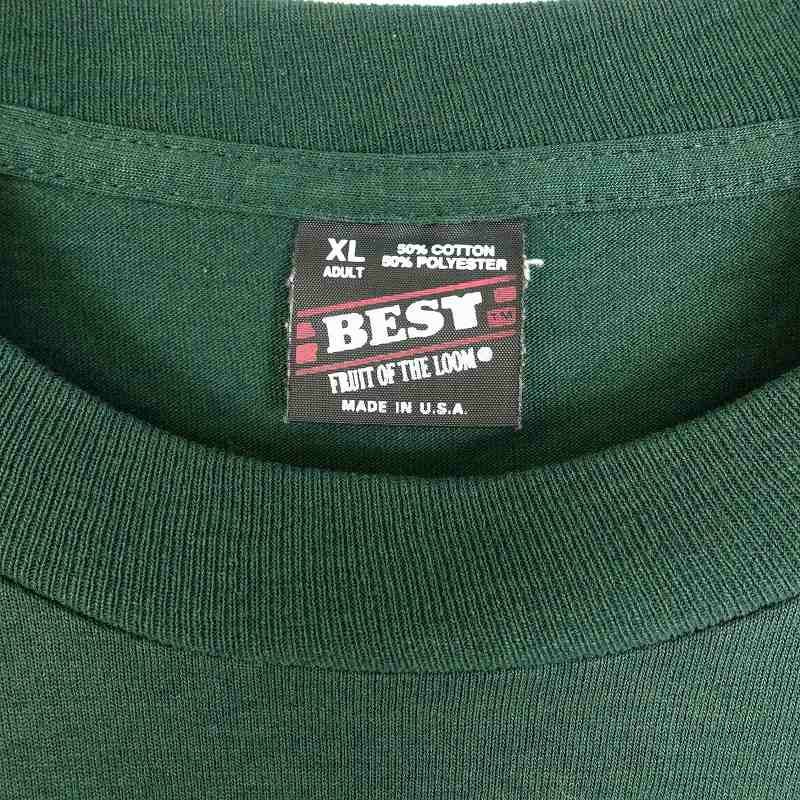 XL
ADULT
50% COTTON
50% POLYESTER
BEST
TM
FRUIT OF THE LOOM®
MADE IN U.S.A.